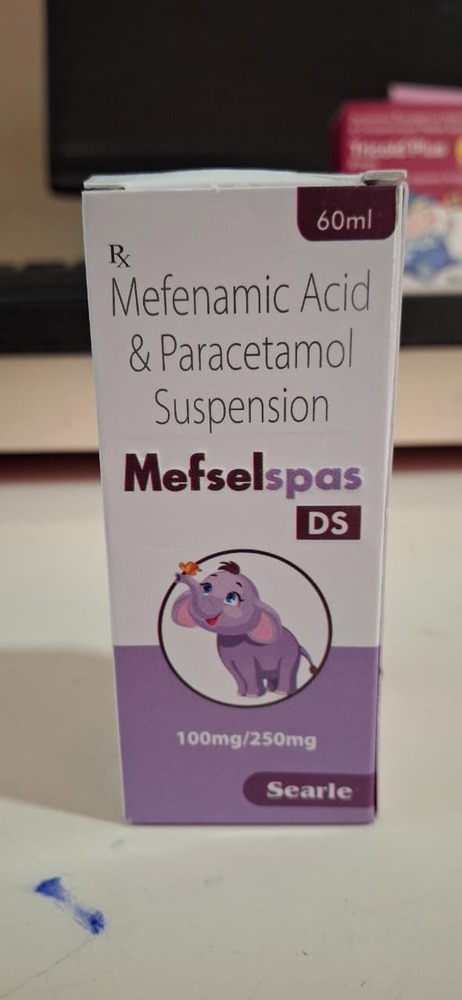 60ml
Rx
Mefenamic Acid
& Paracetamol
Suspension
Mefselspas
DS
100mg/250mg
Searle